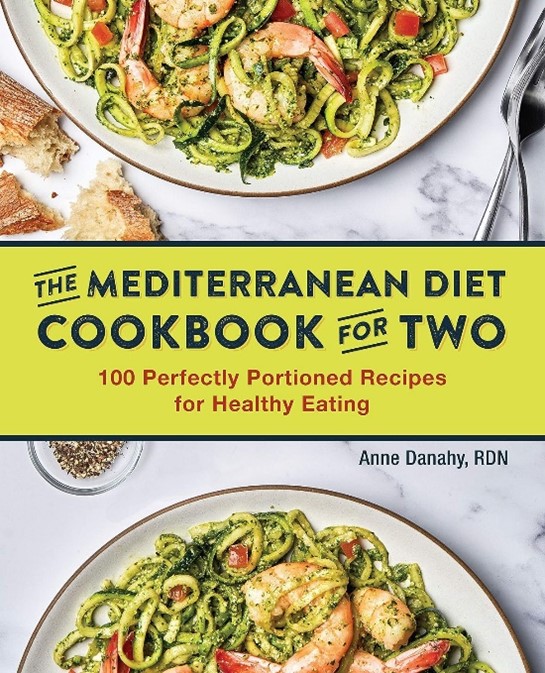 THE MEDITERRANEAN DIET
COOKBOOK FOR TWO
100 Perfectly Portioned Recipes
for Healthy Eating
Anne Danahy, RDN